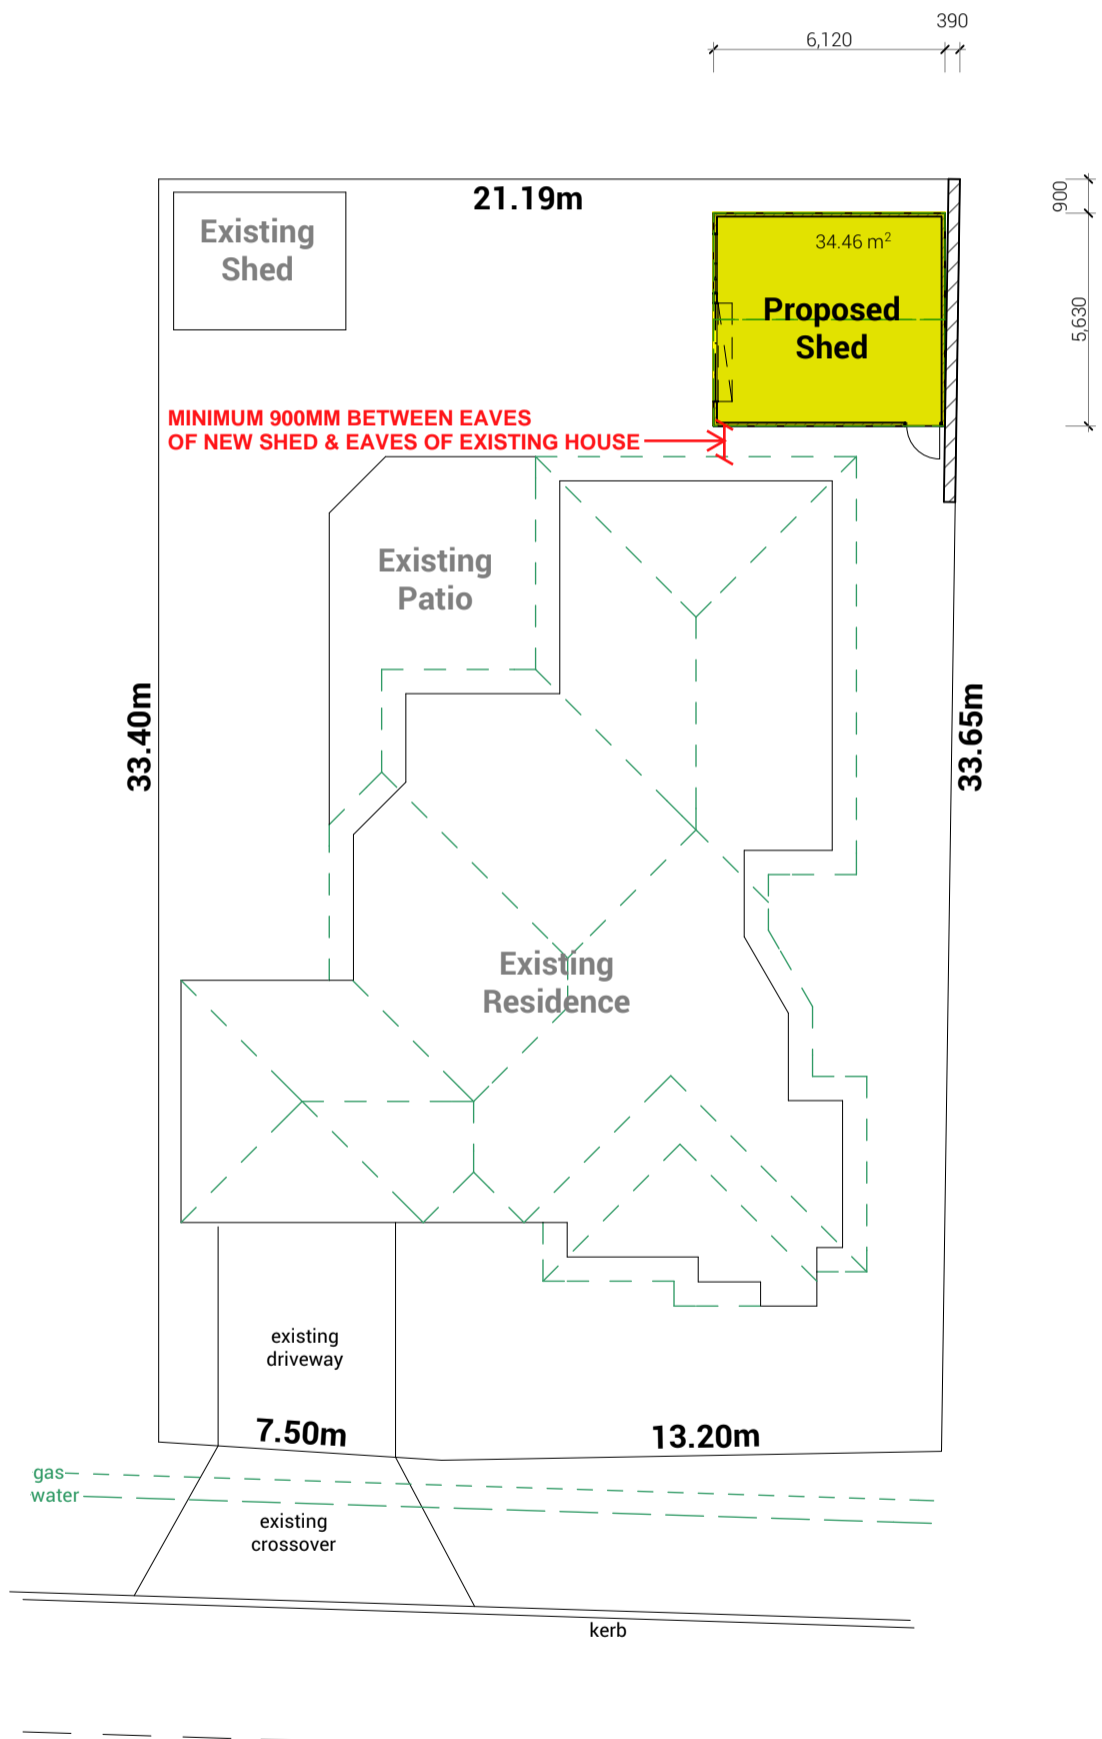 390
6,120
21.19m
900
Existing
Shed
34.46 m²
Proposed
Shed
5,630
MINIMUM 900MM BETWEEN EAVES
OF NEW SHED & EAVES OF EXISTING HOUSE
Existing
Patio
33.40m
33.65m
Existing
Residence
existing
driveway
7.50m
13.20m
gas
water
existing
crossover
kerb